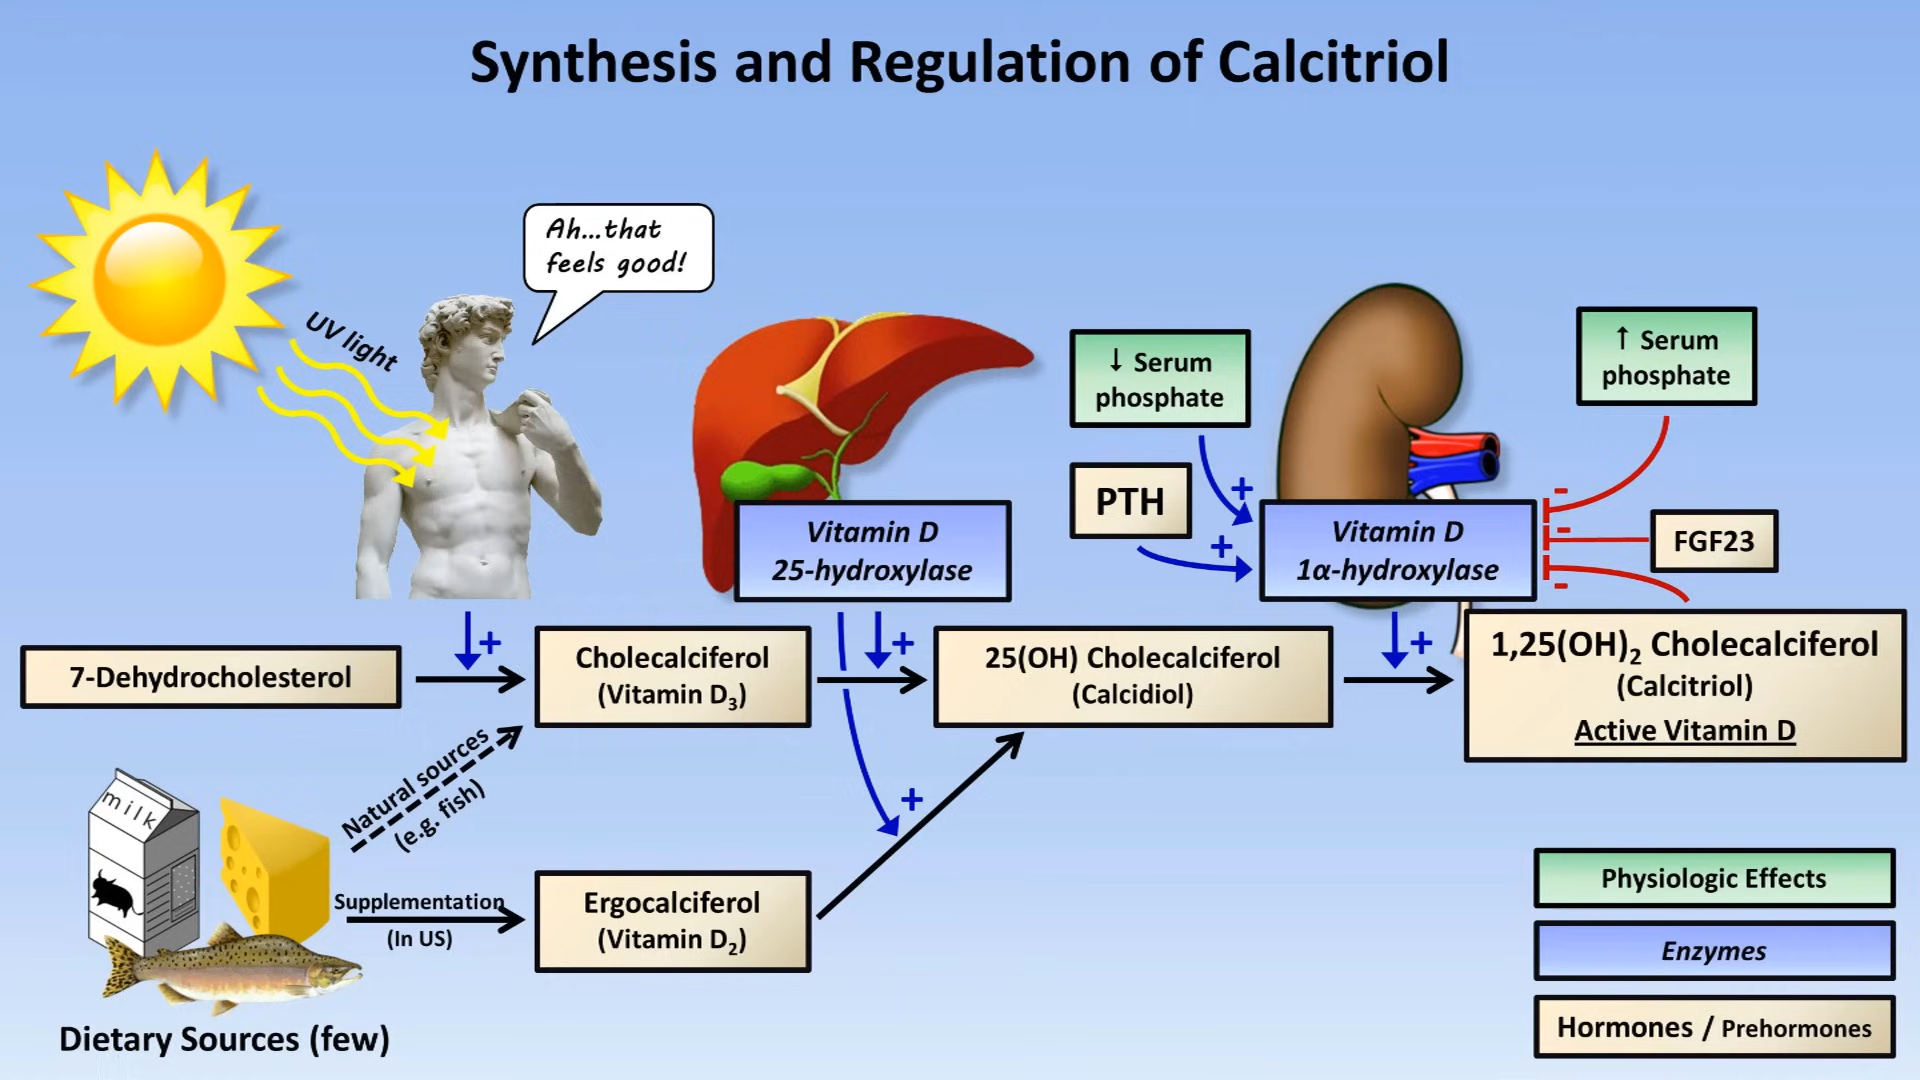 Synthesis and Regulation of Calcitriol
UV light
Ah...that
feels good!
↓ Serum
phosphate
↑ Serum
phosphate
PTH
+
+
Vitamin D
25-hydroxylase
Vitamin D
1α-hydroxylase
-
-
-
FGF23
7-Dehydrocholesterol
+
Cholecalciferol
(Vitamin D₃)
+
25(OH) Cholecalciferol
(Calcidiol)
+
1,25(OH)₂ Cholecalciferol
(Calcitriol)
Active Vitamin D
Natural sources
(e.g. fish)
+
milk
Supplementation
(In US)
Ergocalciferol
(Vitamin D₂)
Dietary Sources (few)
Physiologic Effects
Enzymes
Hormones / Prehormones